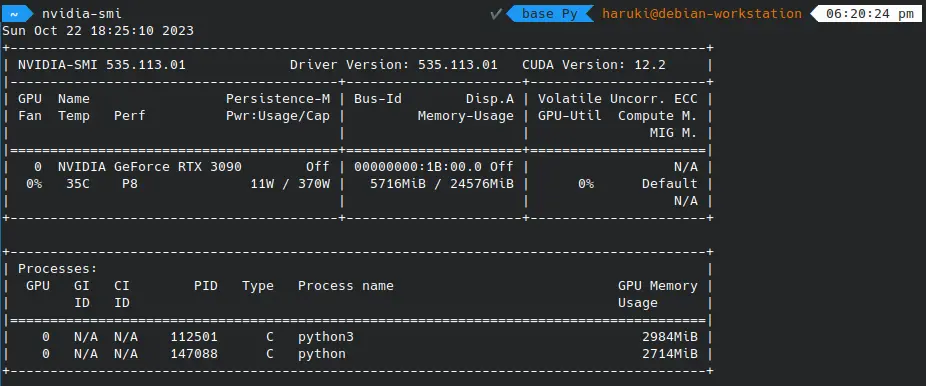 ~ nvidia-smi ✔ base Py haruki@debian-workstation 06:20:24 pm
Sun Oct 22 18:25:10 2023
+---------------------------------------------------------------------------------------+
| NVIDIA-SMI 535.113.01             Driver Version: 535.113.01   CUDA Version: 12.2     |
|-----------------------------------------+----------------------+----------------------+
| GPU  Name                 Persistence-M | Bus-Id        Disp.A | Volatile Uncorr. ECC |
| Fan  Temp   Perf          Pwr:Usage/Cap |         Memory-Usage | GPU-Util  Compute M. |
|                                         |                      |               MIG M. |
|=========================================+======================+======================|
|   0  NVIDIA GeForce RTX 3090        Off | 00000000:1B:00.0 Off |                  N/A |
|  0%   35C    P8              11W / 370W |   5716MiB / 24576MiB |      0%      Default |
|                                         |                      |                  N/A |
+-----------------------------------------+----------------------+----------------------+

+---------------------------------------------------------------------------------------+
| Processes:                                                                            |
|  GPU   GI   CI        PID   Type   Process name                            GPU Memory |
|        ID   ID                                                             Usage      |
|=======================================================================================|
|    0   N/A  N/A    112501      C   python3                                    2984MiB |
|    0   N/A  N/A    147088      C   python                                     2714MiB |
+---------------------------------------------------------------------------------------+